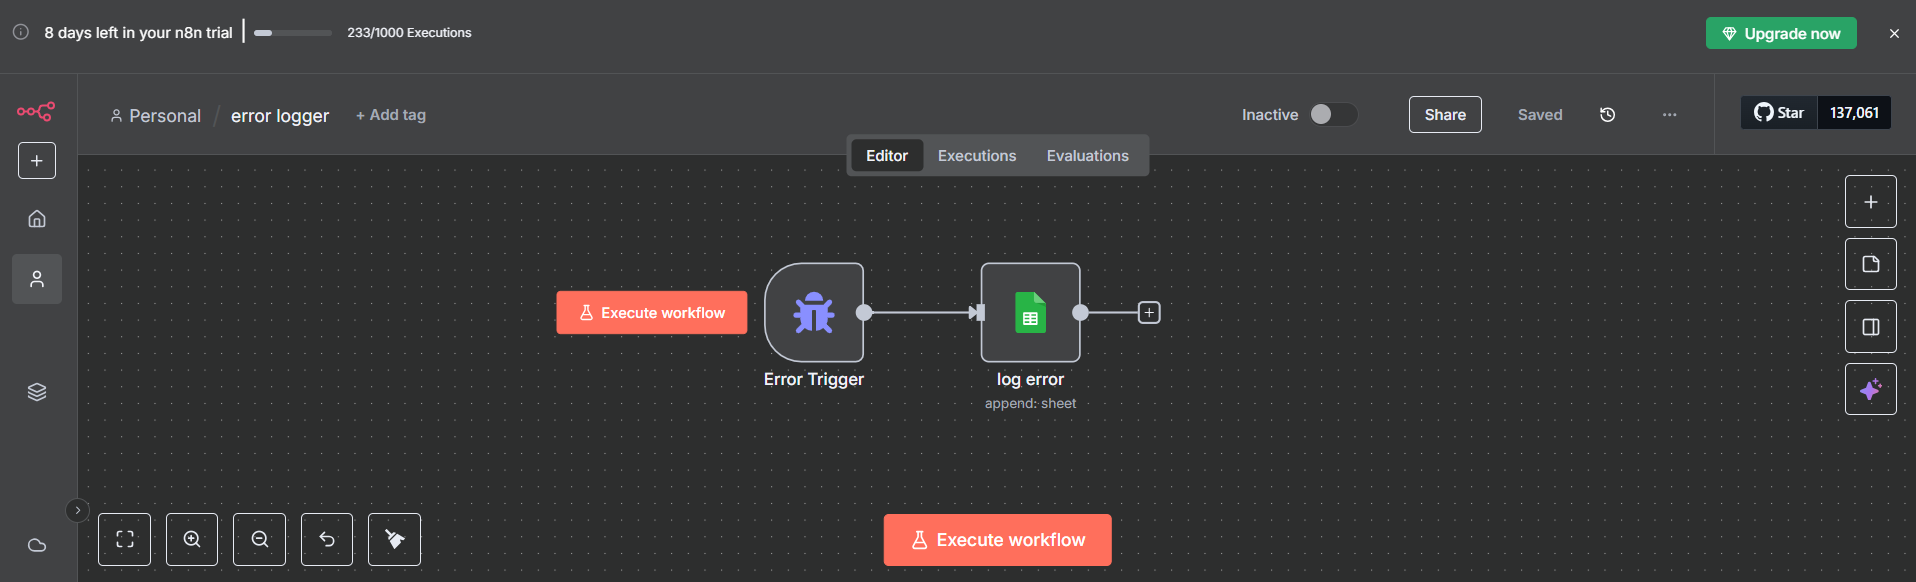 8 days left in your n8n trial
233/1000 Executions
Upgrade now
Personal / error logger
+ Add tag
Inactive
Share
Saved
...
Star
137,061
Editor
Executions
Evaluations
Execute workflow
Error Trigger
log error
append: sheet
Execute workflow